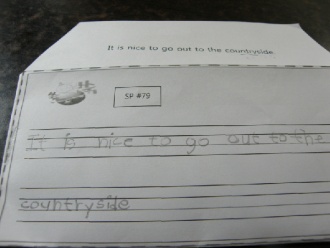 It is nice to go out to the countryside.
SP #79
It is nice to go out to the
countryside